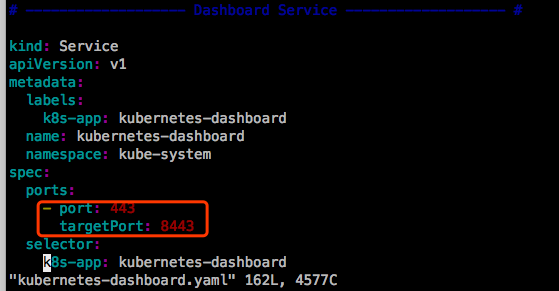 # ------------------- Dashboard Service ------------------- #
kind: Service
apiVersion: v1
metadata:
  labels:
    k8s-app: kubernetes-dashboard
  name: kubernetes-dashboard
  namespace: kube-system
spec:
  ports:
    - port: 443
      targetPort: 8443
  selector:
    k8s-app: kubernetes-dashboard
"kubernetes-dashboard.yaml" 162L, 4577C